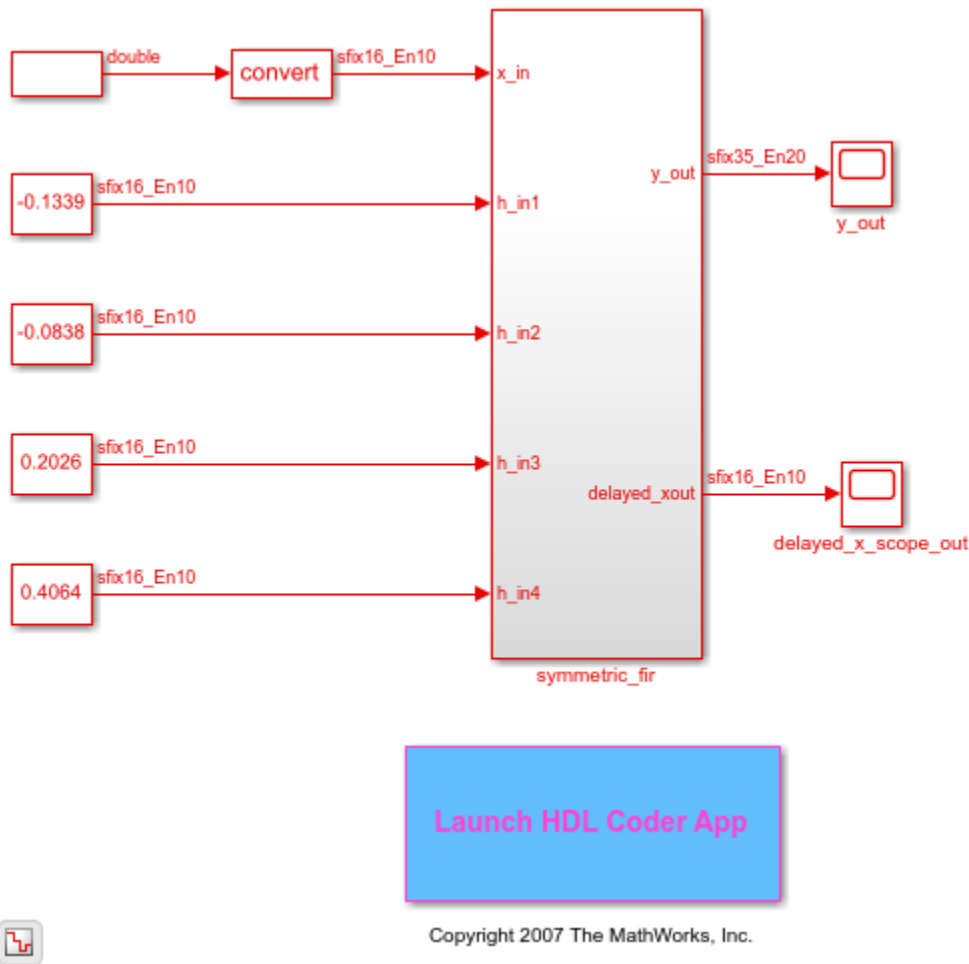 double
sfix16_En10
convert
x_in
sfix35_En20
y_out
-0.1339
sfix16_En10
h_in1
y_out
-0.0838
sfix16_En10
h_in2
0.2026
sfix16_En10
h_in3
sfix16_En10
delayed_xout
delayed_x_scope_out
0.4064
sfix16_En10
h_in4
symmetric_fir
Launch HDL Coder App
Copyright 2007 The MathWorks, Inc.